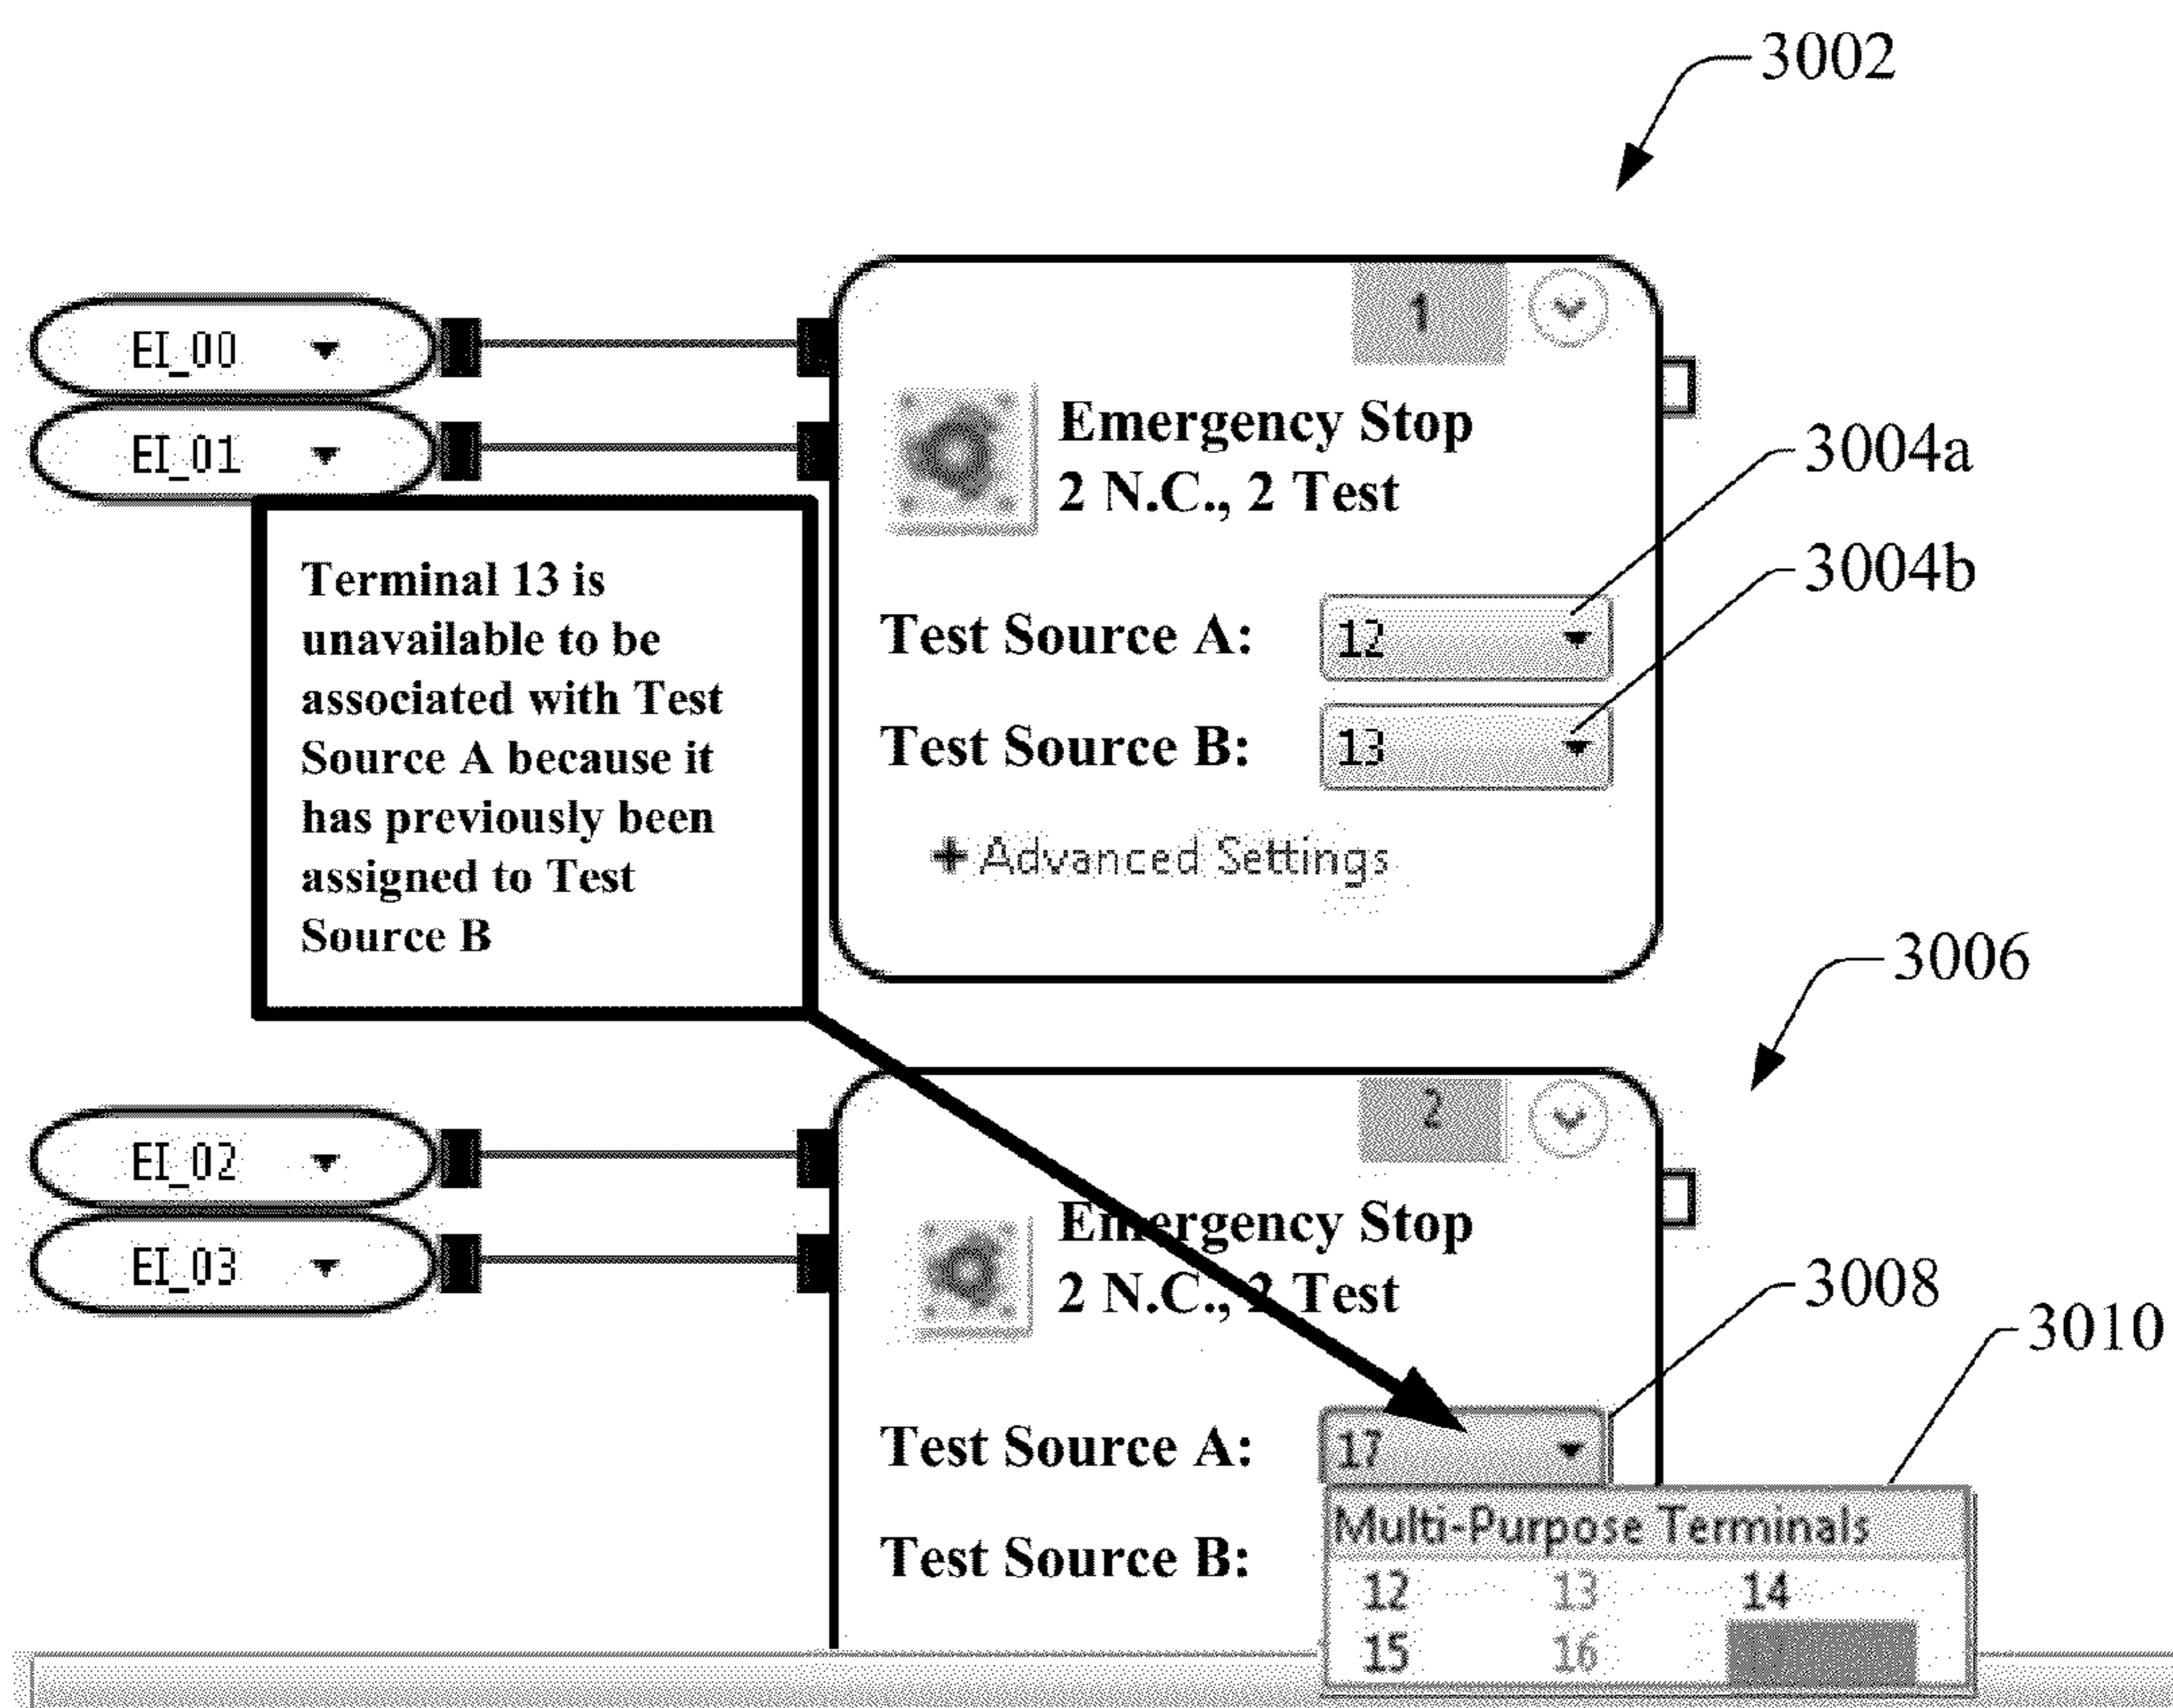 3002
EI_00
EI_01
1
Emergency Stop
2 N.C., 2 Test
3004a
3004b
Test Source A: 12
Test Source B: 13
+ Advanced Settings
Terminal 13 is
unavailable to be
associated with Test
Source A because it
has previously been
assigned to Test
Source B
3006
EI_02
EI_03
2
Emergency Stop
2 N.C., 2 Test
3008
3010
Test Source A: 17
Test Source B:
Multi-Purpose Terminals
12 13 14
15 16